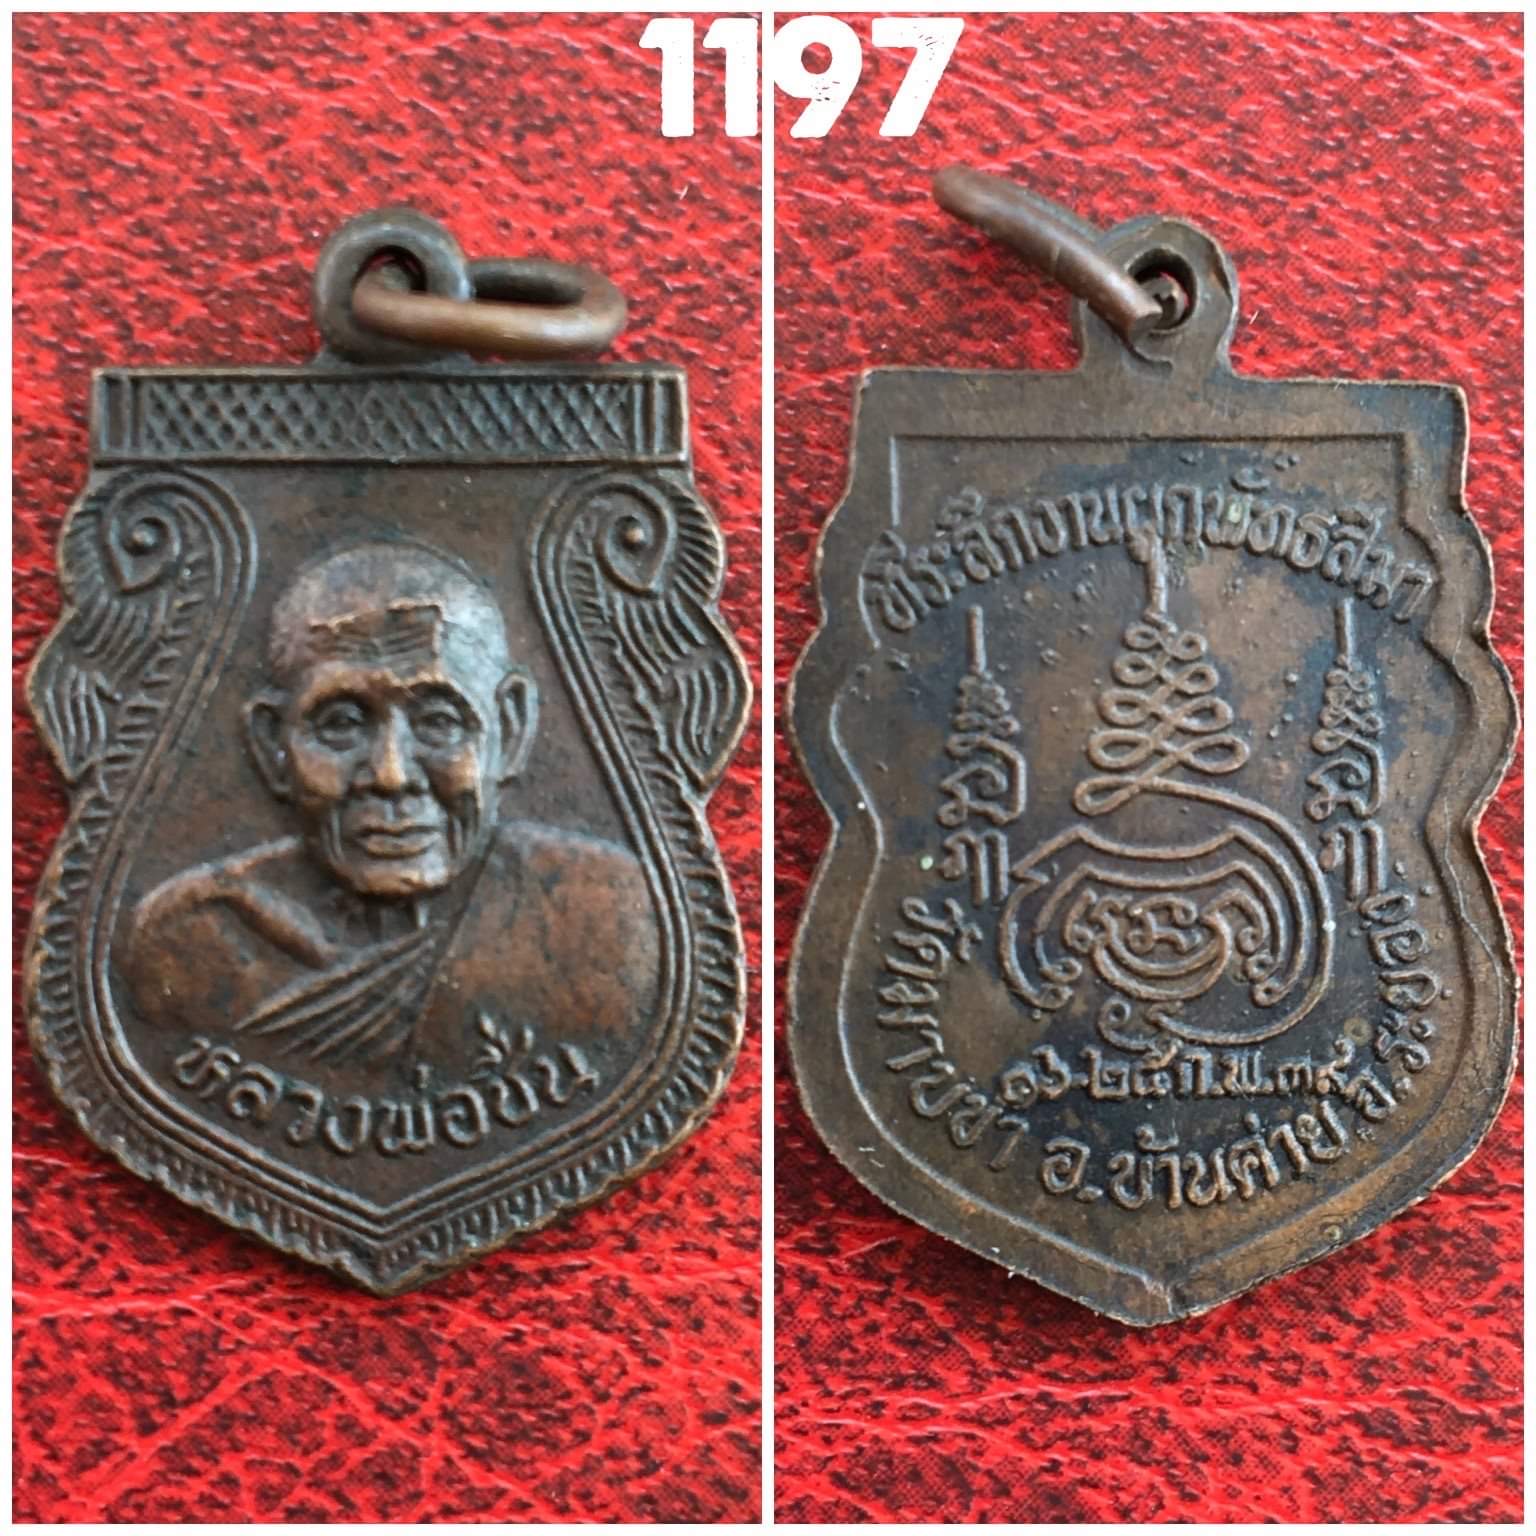 1197
หลวงพ่อชื่น
ที่ระลึกงานผูกพัทธสีมา
๑๖-๒๕ ก.พ.๓๙
วัดมาบข่า อ.บ้านค่าย จ.ระยอง